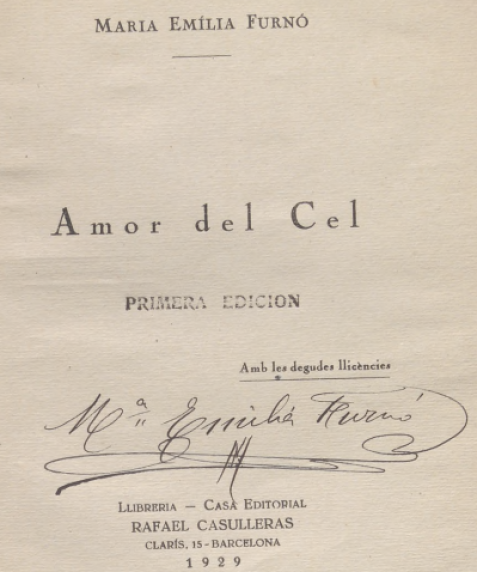 MARIA EMÍLIA FURNÓ
Amor del Cel
PRIMERA EDICION
Amb les degudes llicències
Mª Emilia Furnó
LLIBRERIA – CASA EDITORIAL
RAFAEL CASULLERAS
CLARÍS, 15 - BARCELONA
1929